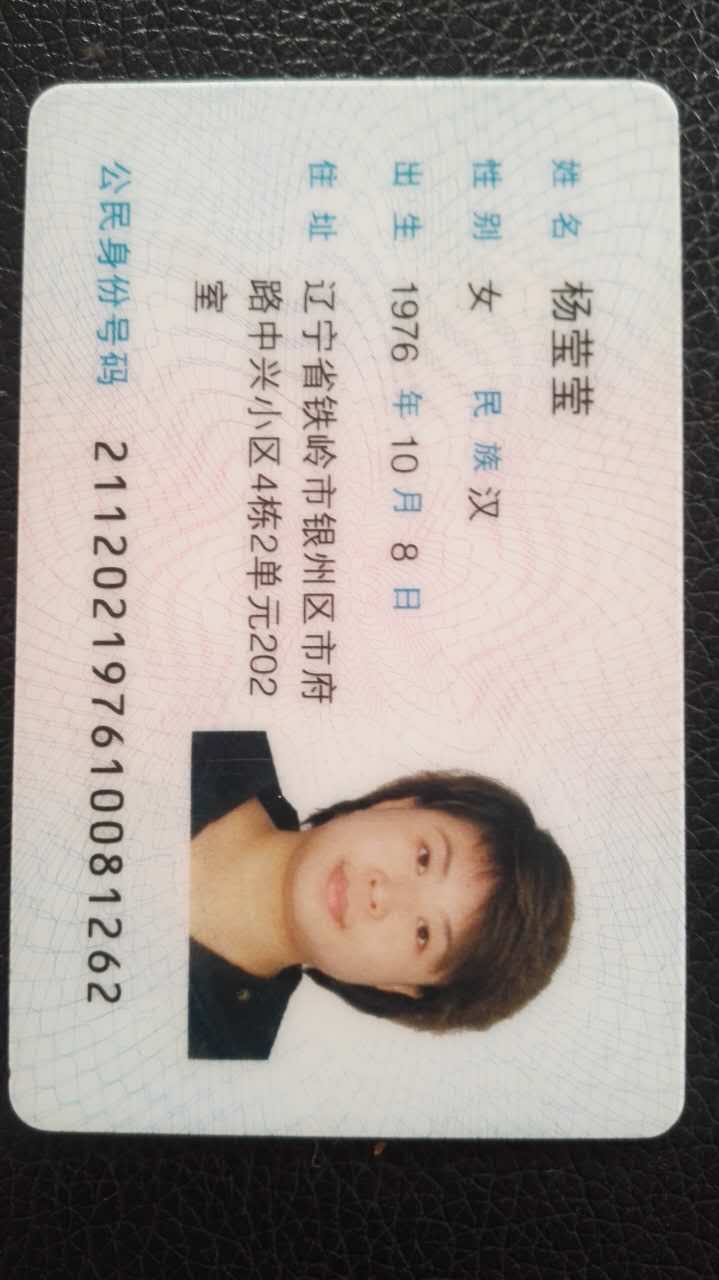 姓名 杨莹莹
性别 女 民族 汉
出生 1976 年 10 月 8 日
住址 辽宁省铁岭市银州区市府
路中兴小区4栋2单元202
室
公民身份号码 211202197610081262